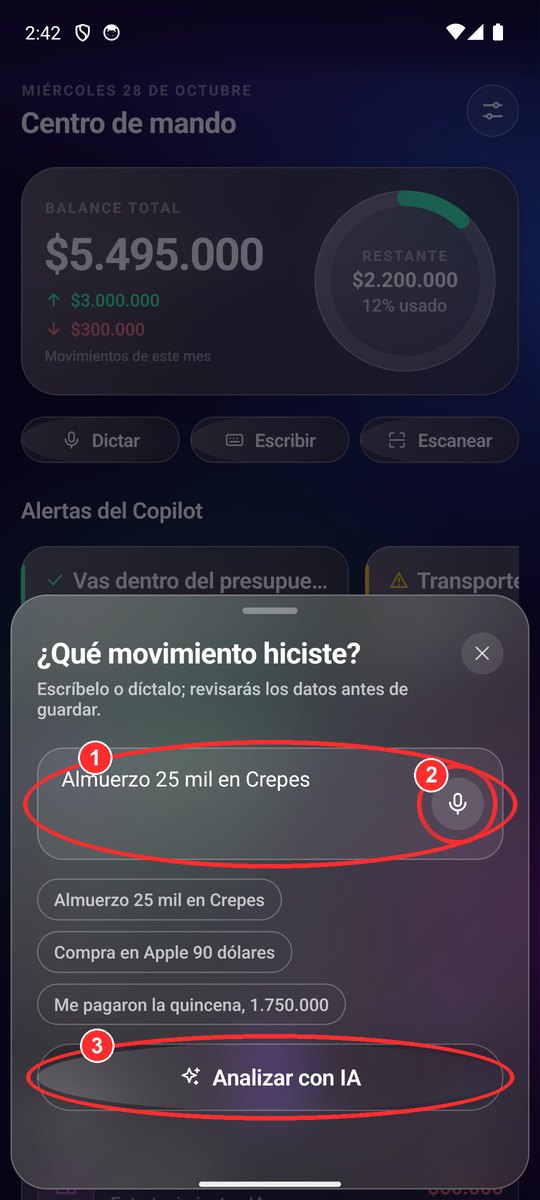 2:42
MIÉRCOLES 28 DE OCTUBRE
Centro de mando
BALANCE TOTAL
$5.495.000
↑ $3.000.000
↓ $300.000
Movimientos de este mes
RESTANTE
$2.200.000
12% usado
Dictar
Escribir
Escanear
Alertas del Copilot
Vas dentro del presupue...
Transporte
¿Qué movimiento hiciste?
Escríbelo o díctalo; revisarás los datos antes de
guardar.
1
2
Almuerzo 25 mil en Crepes
Almuerzo 25 mil en Crepes
Compra en Apple 90 dólares
Me pagaron la quincena, 1.750.000
3
Analizar con IA